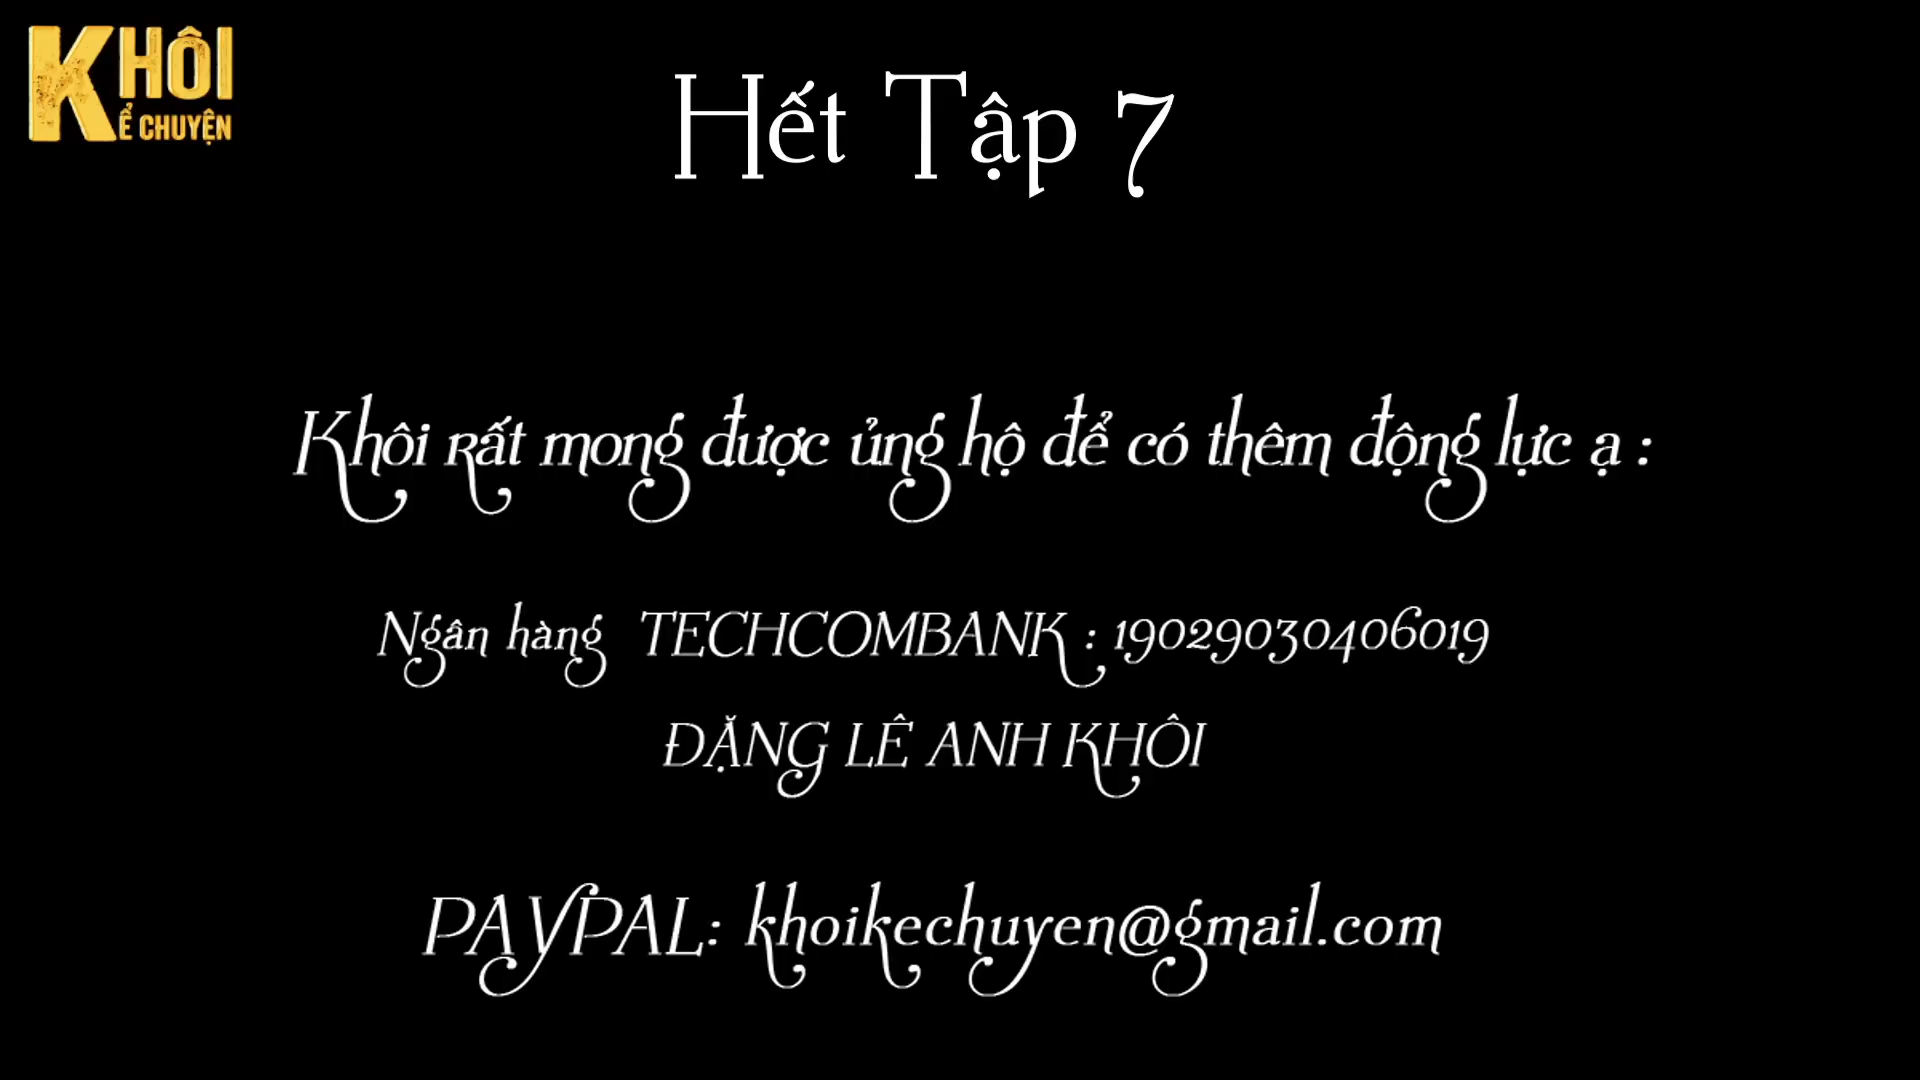 KHÔI
KỂ CHUYỆN
Hết Tập 7
Khôi rất mong được ủng hộ để có thêm động lực ạ :
Ngân hàng TECHCOMBANK : 19029030406019
ĐẶNG LÊ ANH KHÔI
PAYPAL: khoikechuyen@gmail.com